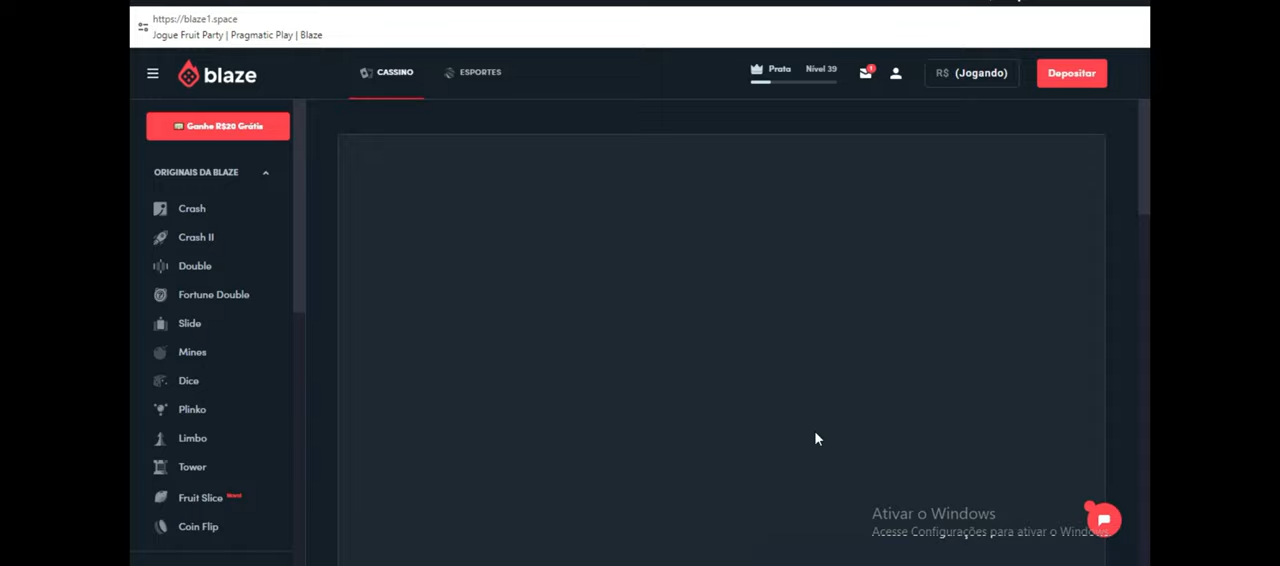 https://blaze1.space
Jogue Fruit Party | Pragmatic Play | Blaze
blaze
CASSINO
ESPORTES
Prata
Nível 39
1
R$ (Jogando)
Depositar
Ganhe R$20 Grátis
ORIGINAIS DA BLAZE
Crash
Crash II
Double
Fortune Double
Slide
Mines
Dice
Plinko
Limbo
Tower
Fruit Slice
Coin Flip
Ativar o Windows
Acesse Configurações para ativar o Windows.